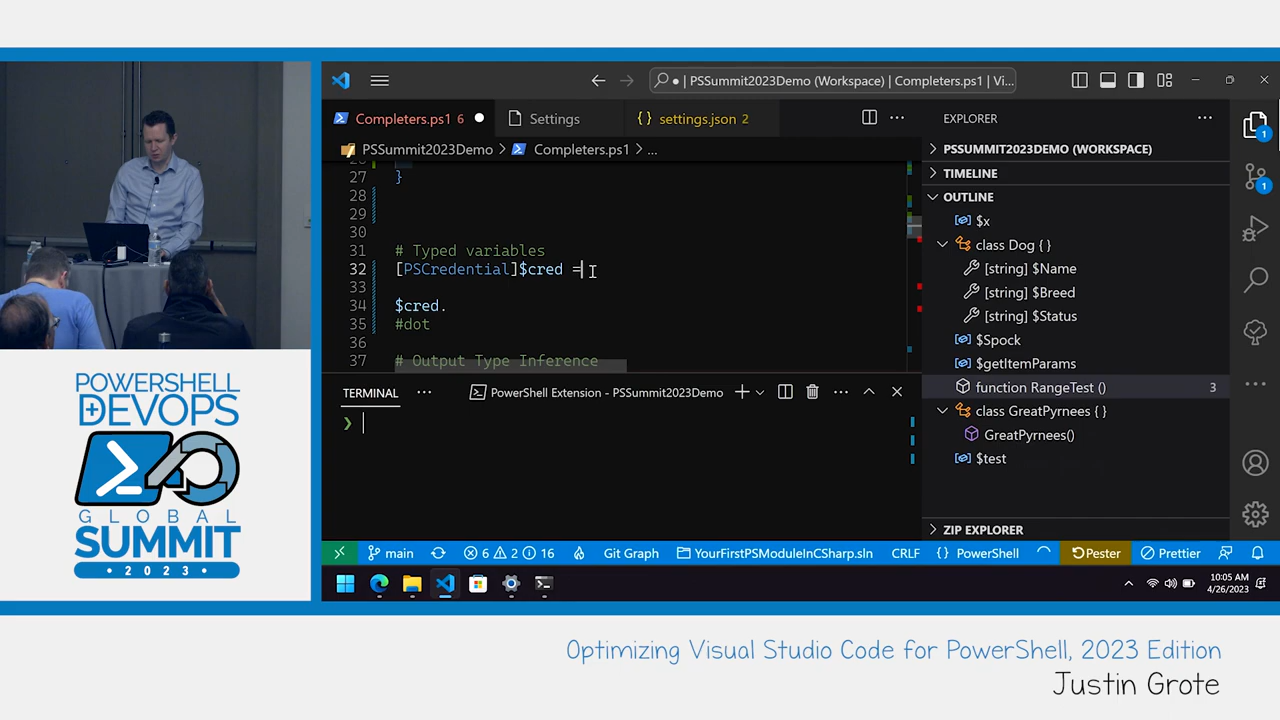 ● | PSSummit2023Demo (Workspace) | Completers.ps1 | Vi...
Completers.ps1 6 ●
Settings
{} settings.json 2
EXPLORER
PSSummit2023Demo > Completers.ps1 > ...
PSSUMMIT2023DEMO (WORKSPACE)
TIMELINE
OUTLINE
27 }
28
29
30
31 # Typed variables
32 [PSCredential]$cred =
33
34 $cred.
35 #dot
36
37 # Output Type Inference
$x
class Dog { }
[string] $Name
[string] $Breed
[string] $Status
$Spock
$getItemParams
function RangeTest () 3
class GreatPyrnees { }
GreatPyrnees()
$test
ZIP EXPLORER
1
1
TERMINAL ... PowerShell Extension - PSSummit2023Demo
❯
main 6 2 16 Git Graph YourFirstPSModuleInCSharp.sln CRLF {} PowerShell Pester Prettier
10:05 AM
4/26/2023
POWERSHELL
+DEVOPS
GLOBAL
SUMMIT
• 2023 •
Optimizing Visual Studio Code for PowerShell, 2023 Edition
Justin Grote